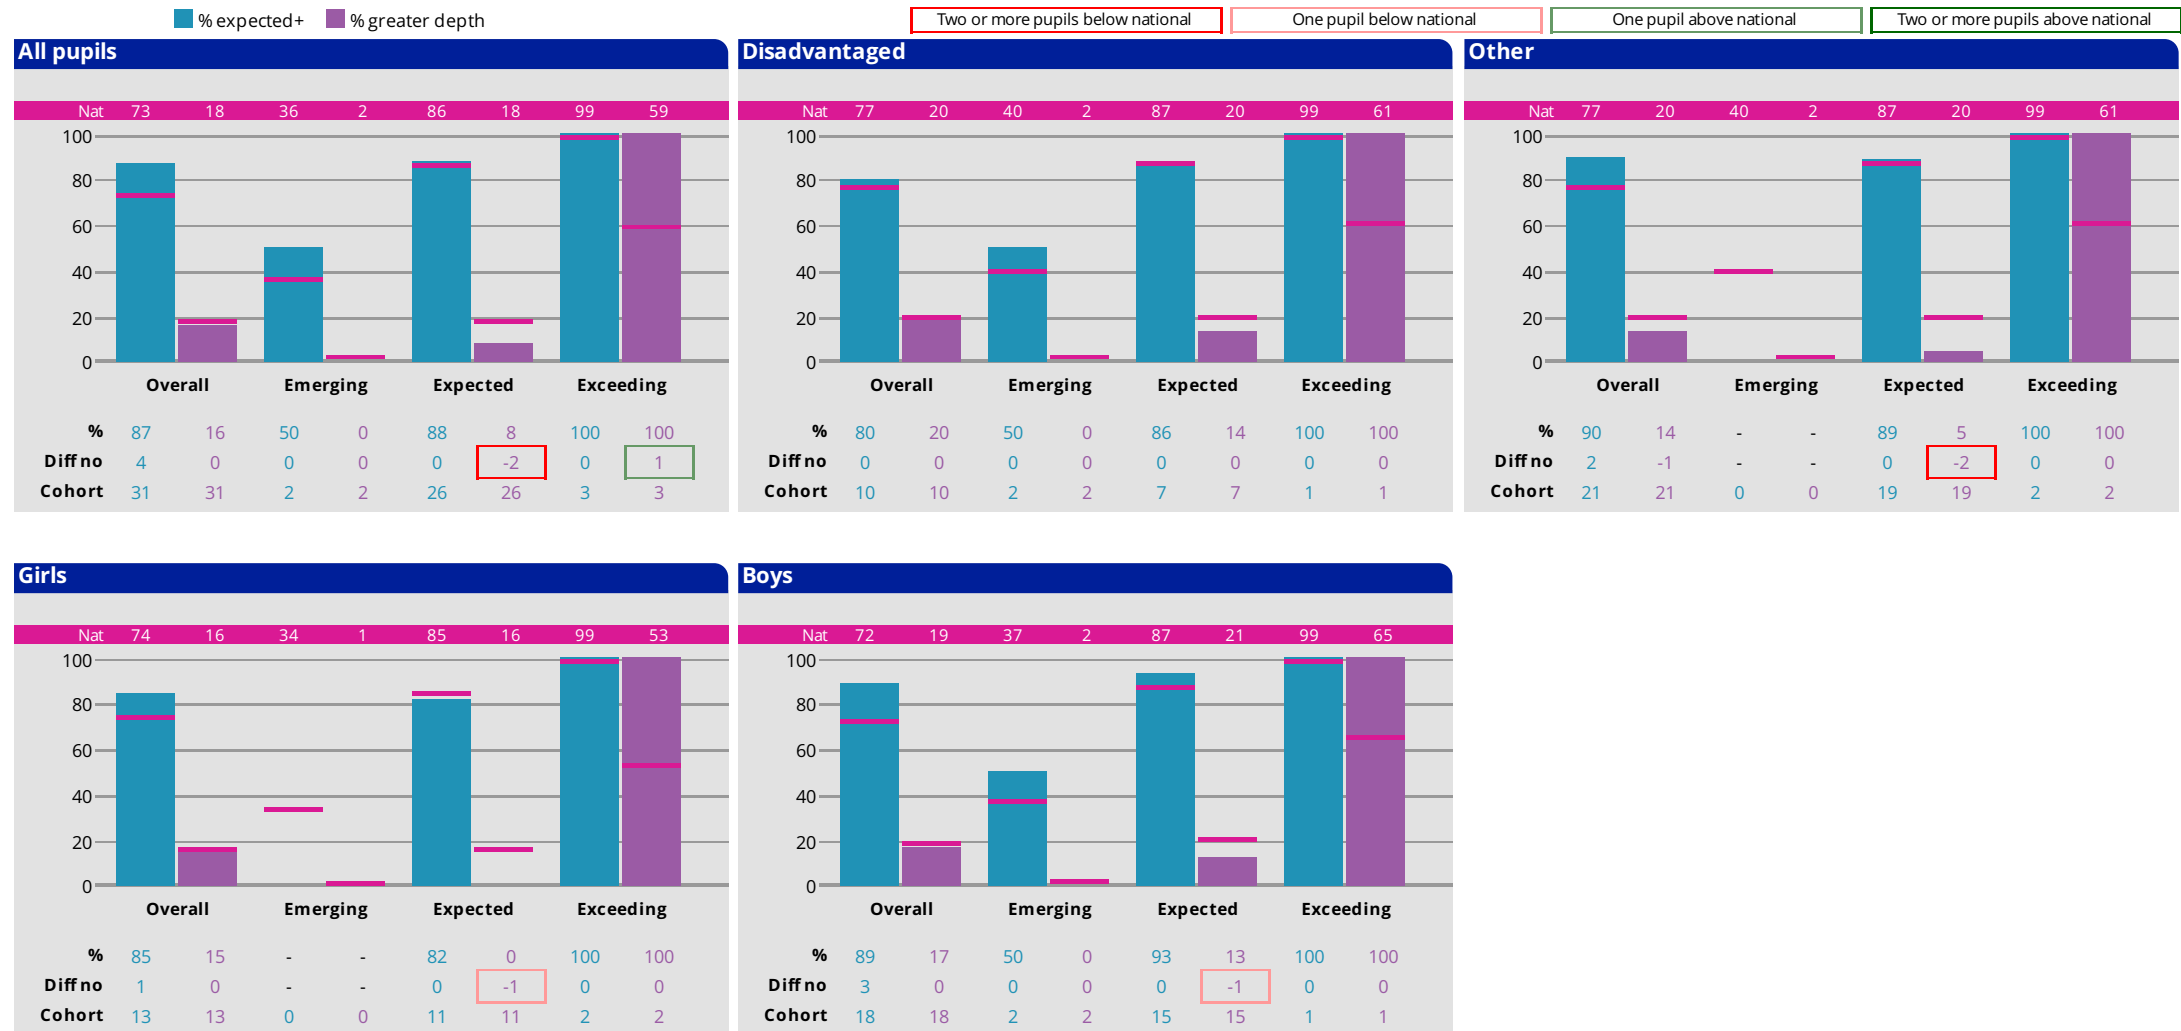 % expected+ % greater depth Two or more pupils below national One pupil below national One pupil above national Two or more pupils above national
All pupils
Nat 73 18 36 2 86 18 99 59
100
80
60
40
20
0
Overall Emerging Expected Exceeding
% 87 16 50 0 88 8 100 100
Diff no 4 0 0 0 0 -2 0 1
Cohort 31 31 2 2 26 26 3 3
Disadvantaged
Nat 77 20 40 2 87 20 99 61
100
80
60
40
20
0
Overall Emerging Expected Exceeding
% 80 20 50 0 86 14 100 100
Diff no 0 0 0 0 0 0 0 0
Cohort 10 10 2 2 7 7 1 1
Other
Nat 77 20 40 2 87 20 99 61
100
80
60
40
20
0
Overall Emerging Expected Exceeding
% 90 14 - - 89 5 100 100
Diff no 2 -1 - - 0 -2 0 0
Cohort 21 21 0 0 19 19 2 2
Girls
Nat 74 16 34 1 85 16 99 53
100
80
60
40
20
0
Overall Emerging Expected Exceeding
% 85 15 - - 82 0 100 100
Diff no 1 0 - - 0 -1 0 0
Cohort 13 13 0 0 11 11 2 2
Boys
Nat 72 19 37 2 87 21 99 65
100
80
60
40
20
0
Overall Emerging Expected Exceeding
% 89 17 50 0 93 13 100 100
Diff no 3 0 0 0 0 -1 0 0
Cohort 18 18 2 2 15 15 1 1